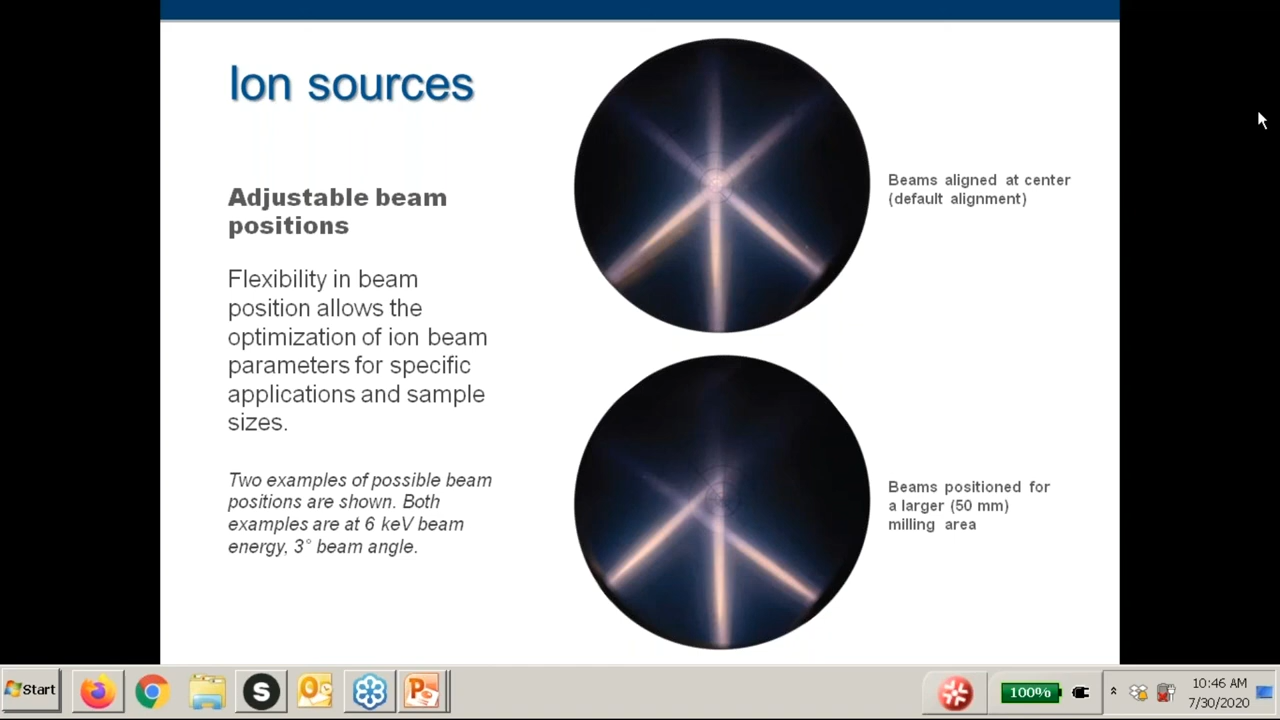 Ion sources
Adjustable beam
positions
Flexibility in beam
position allows the
optimization of ion beam
parameters for specific
applications and sample
sizes.
Two examples of possible beam
positions are shown. Both
examples are at 6 keV beam
energy, 3° beam angle.
Beams aligned at center
(default alignment)
Beams positioned for
a larger (50 mm)
milling area
Start
S
100%
10:46 AM
7/30/2020